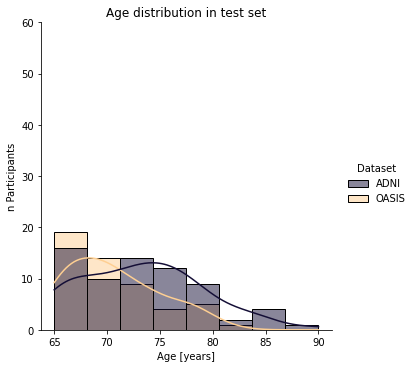 Age distribution in test set
60
50
40
30
20
10
0
n Participants
65 70 75 80 85 90
Age [years]
Dataset
ADNI
OASIS